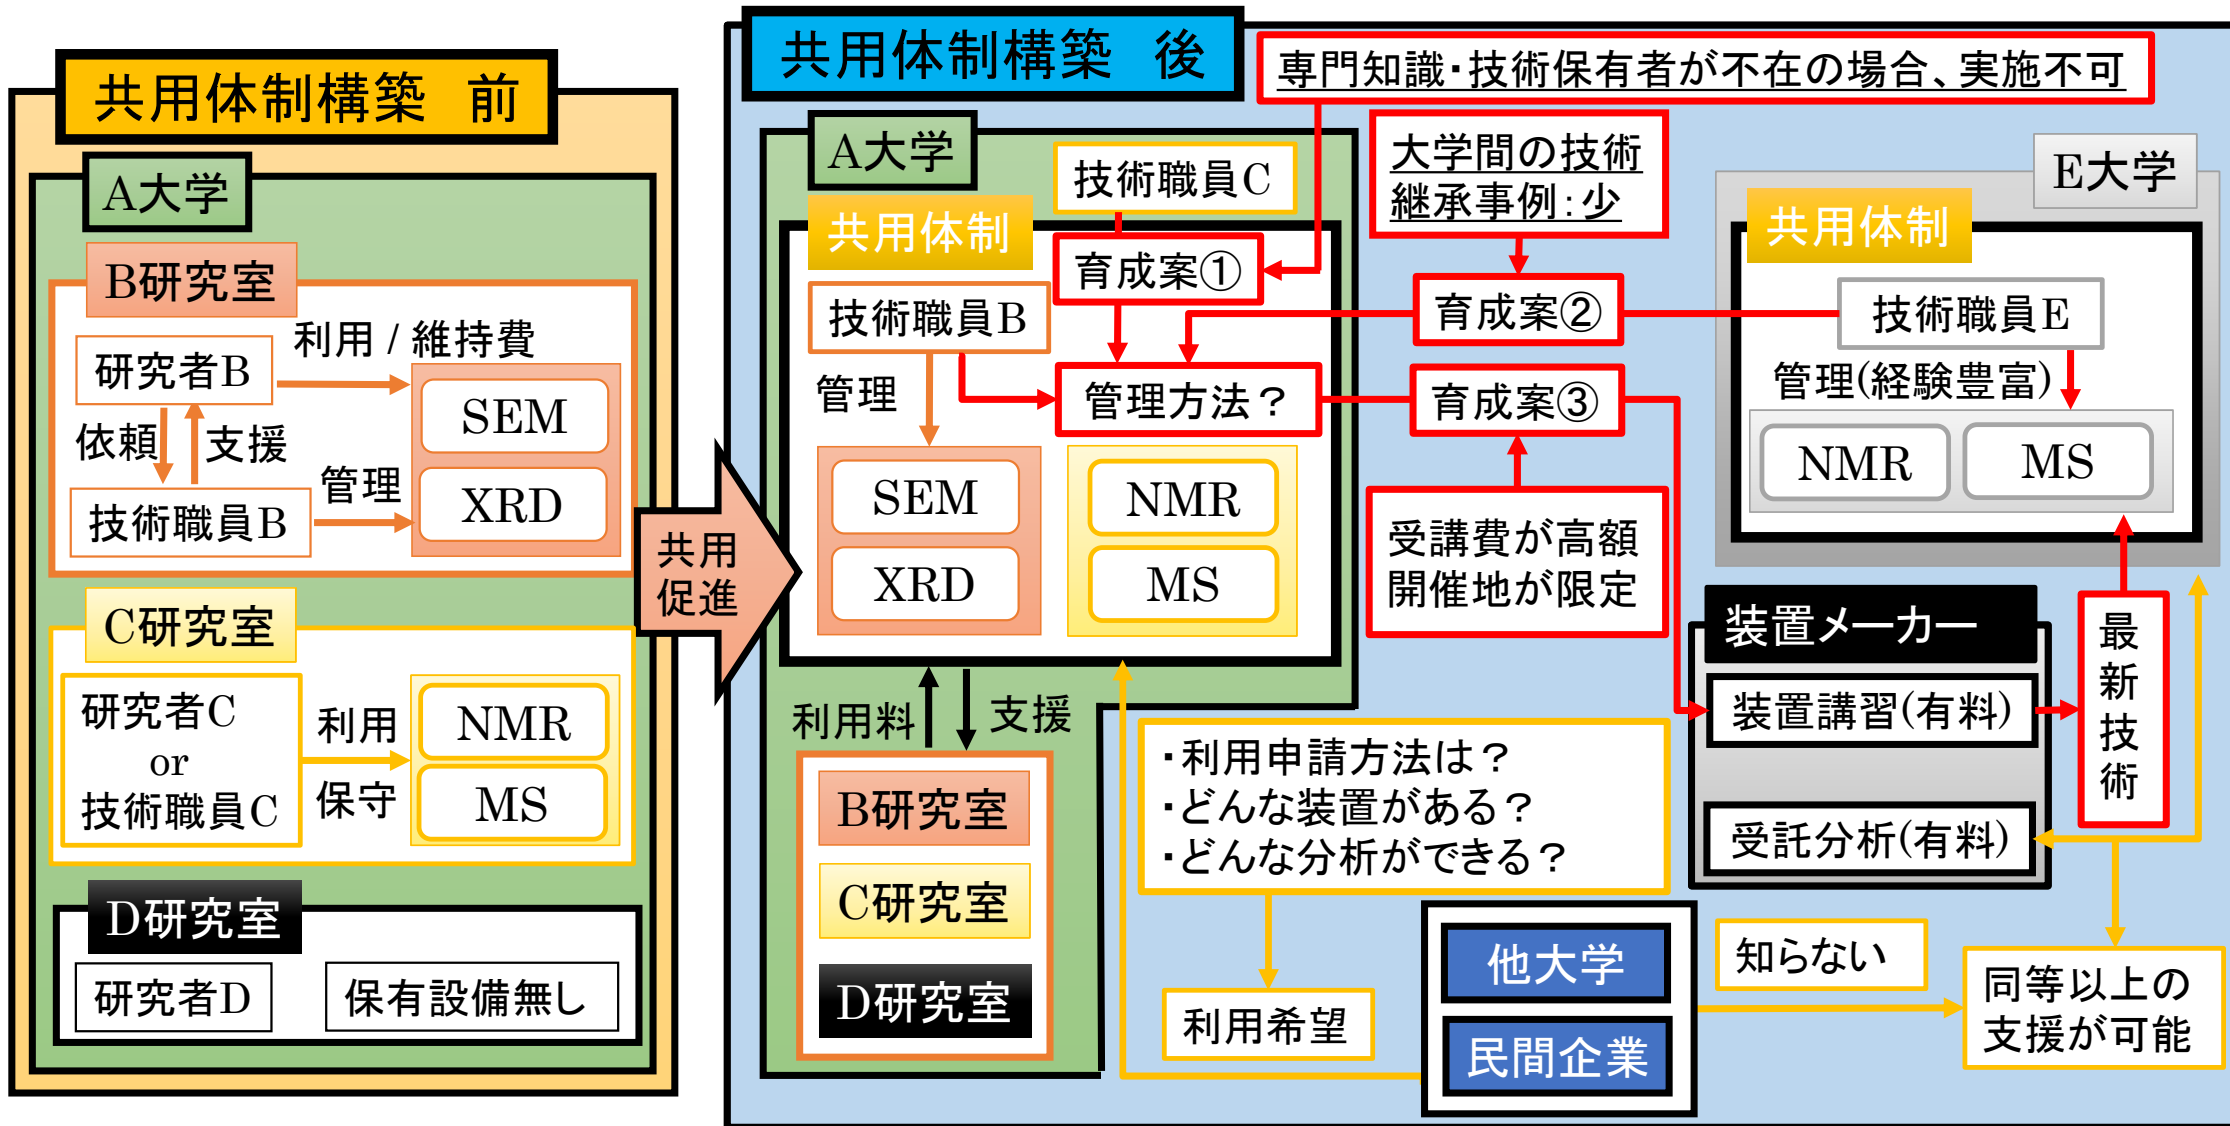 共用体制構築　前
A大学
B研究室
研究者B
利用 / 維持費
依頼
支援
技術職員B
管理
SEM
XRD
C研究室
研究者C
or
技術職員C
利用
保守
NMR
MS
D研究室
研究者D
保有設備無し
共用
促進
共用体制構築　後
専門知識・技術保有者が不在の場合、実施不可
A大学
技術職員C
共用体制
育成案①
技術職員B
管理
管理方法？
SEM
XRD
NMR
MS
利用料
支援
B研究室
C研究室
D研究室
大学間の技術
継承事例：少
育成案②
育成案③
受講費が高額
開催地が限定
E大学
共用体制
技術職員E
管理(経験豊富)
NMR
MS
装置メーカー
装置講習(有料)
受託分析(有料)
最
新
技
術
・利用申請方法は？
・どんな装置がある？
・どんな分析ができる？
利用希望
他大学
民間企業
知らない
同等以上の
支援が可能